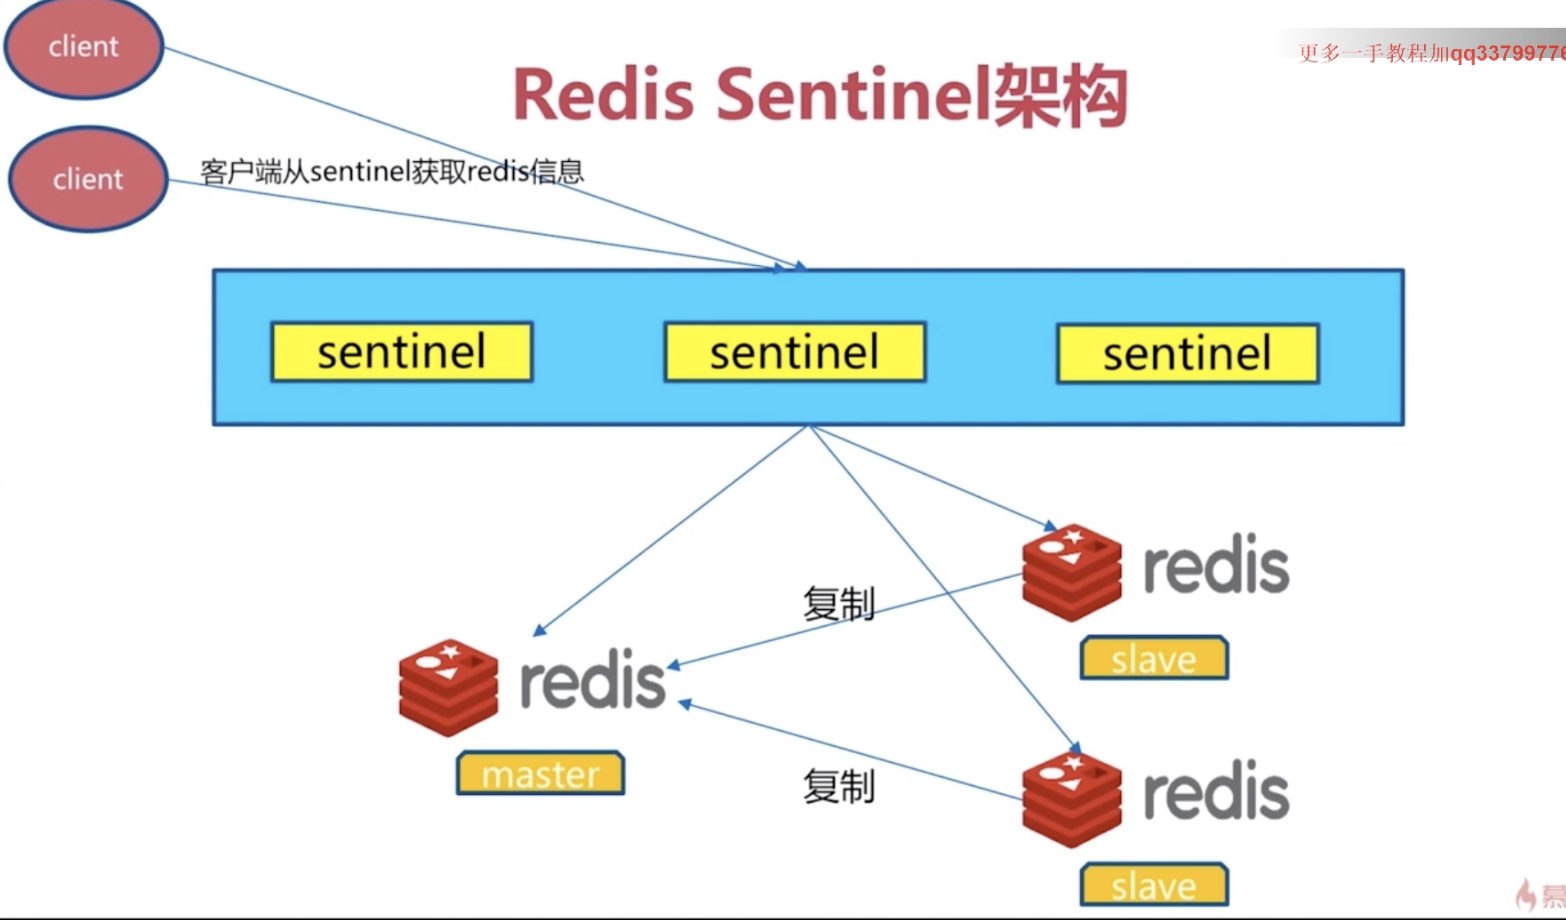 client
更多一手教程加qq33799776
Redis Sentinel架构
client
客户端从sentinel获取redis信息
sentinel
sentinel
sentinel
redis
复制
slave
redis
master
复制
redis
slave
慕